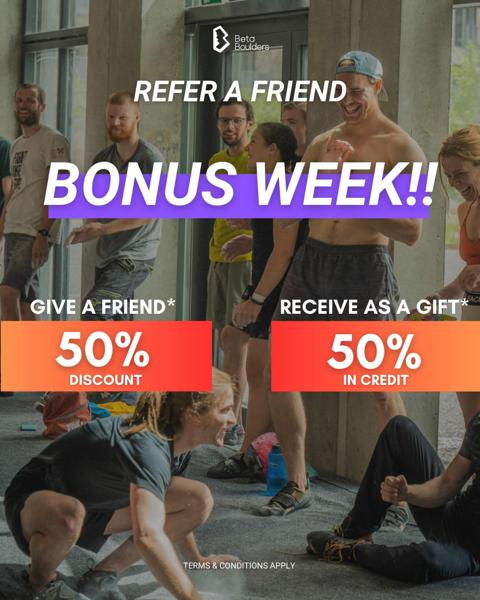 Beta
Boulders
REFER A FRIEND
BONUS WEEK!!
GIVE A FRIEND*
50%
DISCOUNT
RECEIVE AS A GIFT*
50%
IN CREDIT
TERMS & CONDITIONS APPLY